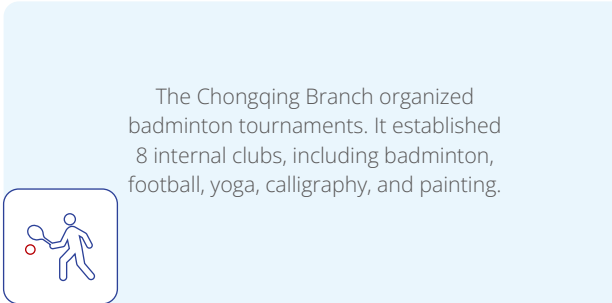 The Chongqing Branch organized
badminton tournaments. It established
8 internal clubs, including badminton,
football, yoga, calligraphy, and painting.